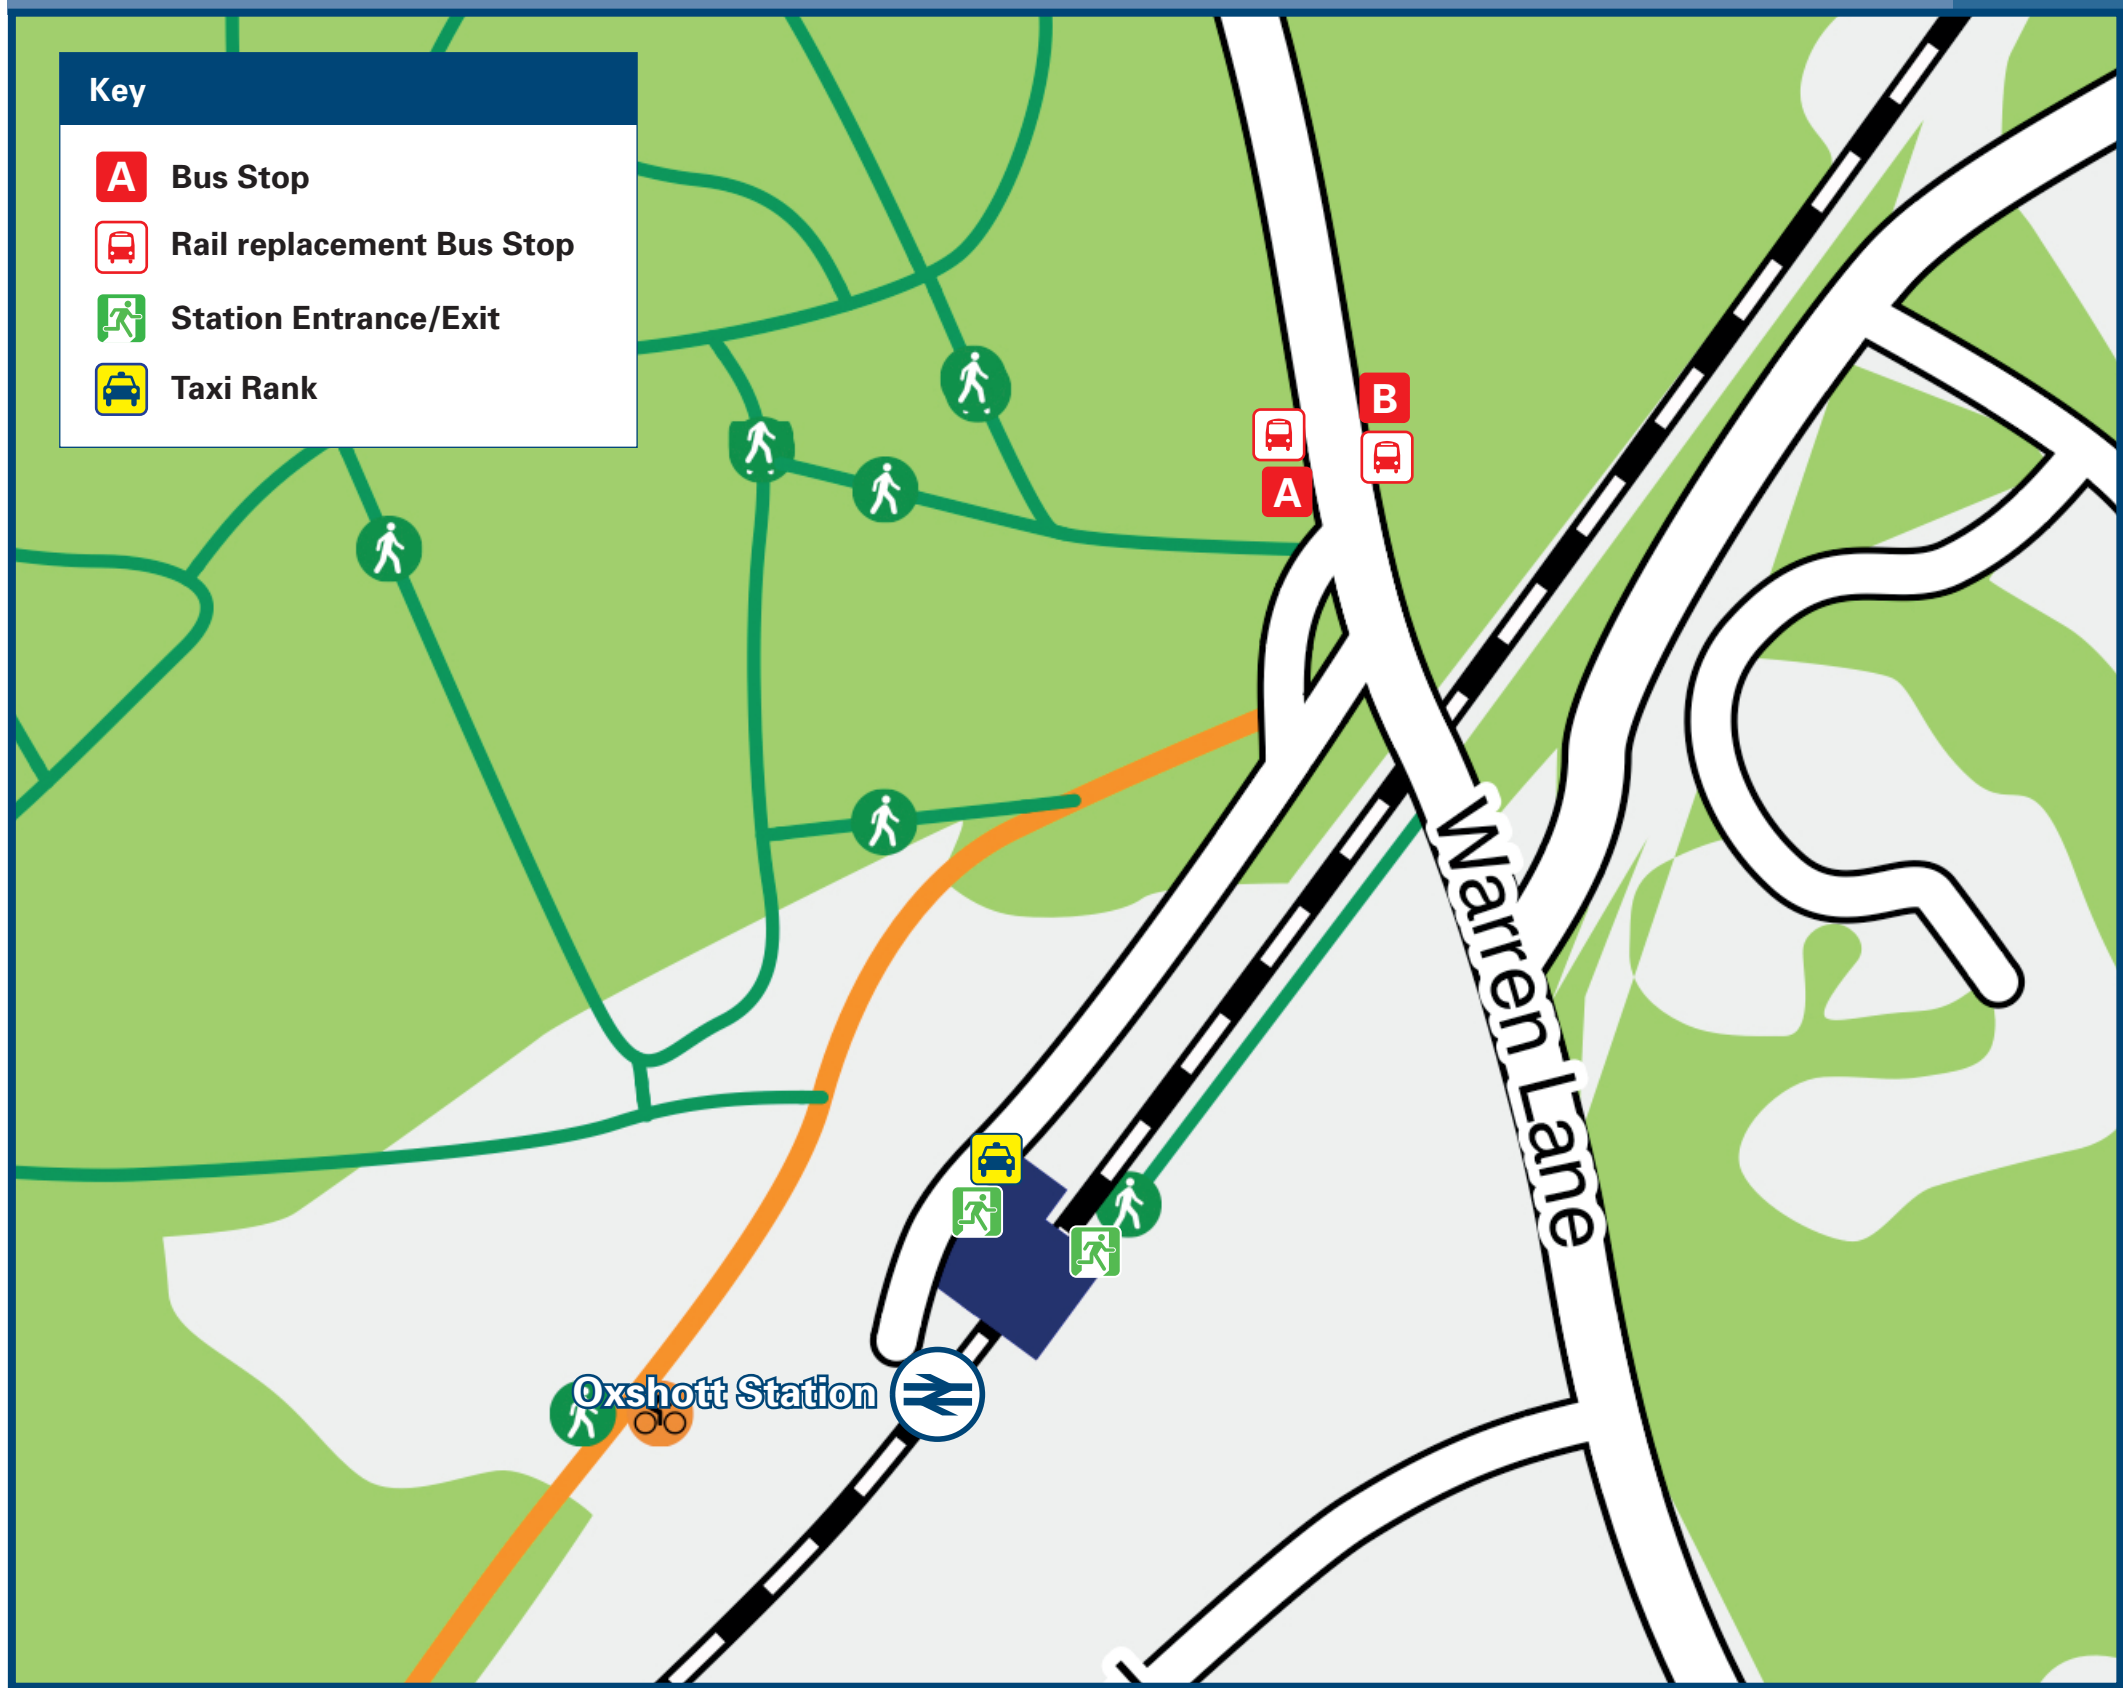 Key
A Bus Stop
Rail replacement Bus Stop
Station Entrance/Exit
Taxi Rank
B
A
Warren Lane
Oxshott Station